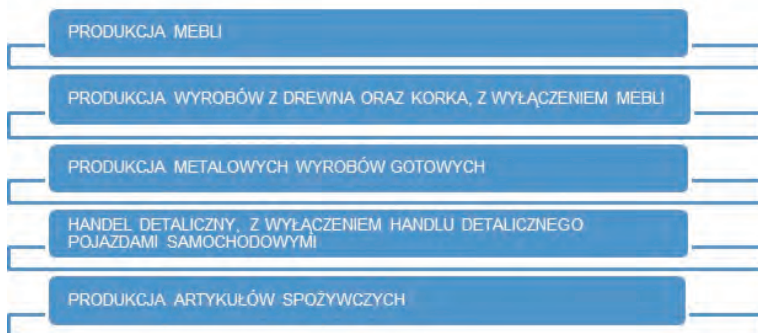 PRODUKCJA MEBLI
PRODUKCJA WYROBÓW Z DREWNA ORAZ KORKA, Z WYŁĄCZENIEM MEBLI
PRODUKCJA METALOWYCH WYROBÓW GOTOWYCH
HANDEL DETALICZNY, Z WYŁĄCZENIEM HANDLU DETALICZNEGO
POJAZDAMI SAMOCHODOWYMI
PRODUKCJA ARTYKUŁÓW SPOŻYWCZYCH